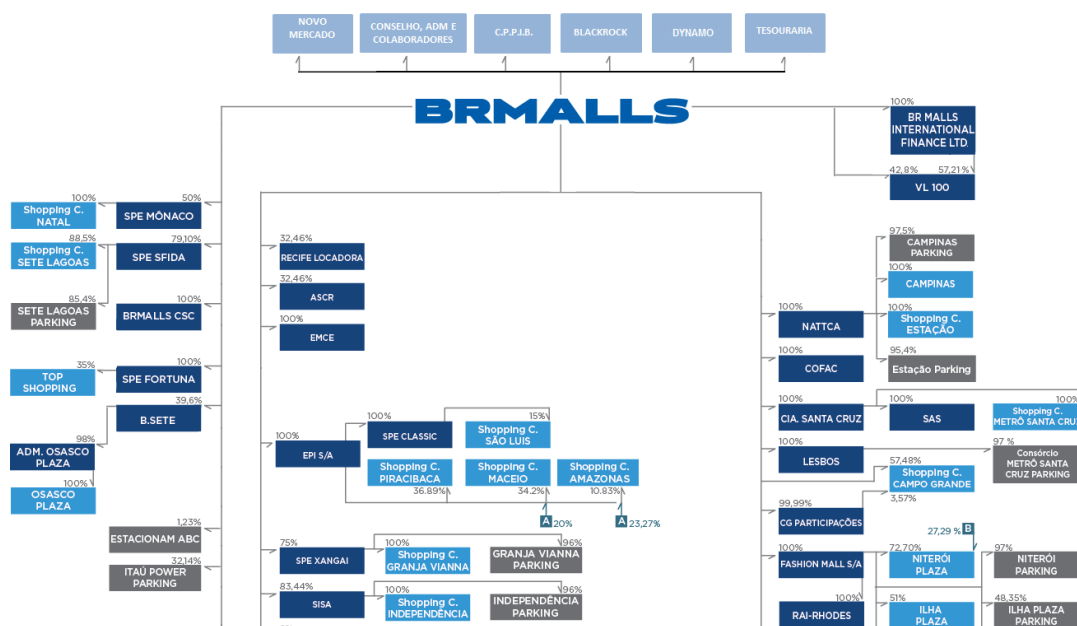 NOVO
MERCADO
CONSELHO, ADM E
COLABORADORES
C.P.P.I.B.
BLACKROCK
DYNAMO
TESOURARIA
BRMALLS
100%
BR MALLS
INTERNATIONAL
FINANCE LTD.
42,8%
57,21 %
VL 100
100%
Shopping C.
NATAL
50%
SPE MÔNACO
88,5%
Shopping C.
SETE LAGOAS
79,10%
SPE SFIDA
85,4%
SETE LAGOAS
PARKING
100%
BRMALLS CSC
35%
TOP
SHOPPING
100%
SPE FORTUNA
39,6%
B.SETE
98%
ADM. OSASCO
PLAZA
100%
OSASCO
PLAZA
1,23%
ESTACIONAM ABC
32,14%
ITAÚ POWER
PARKING
32,46%
RECIFE LOCADORA
32,46%
ASCR
100%
EMCE
100%
EPI S/A
100%
SPE CLASSIC
15%
Shopping C.
SÃO LUIS
Shopping C.
PIRACIBACA
36.89%
Shopping C.
MACEIO
34.2%
Shopping C.
AMAZONAS
10.83%
A 20%
A 23,27%
75%
SPE XANGAI
100%
Shopping C.
GRANJA VIANNA
96%
GRANJA VIANNA
PARKING
83,44%
SISA
100%
Shopping C.
INDEPENDÊNCIA
96%
INDEPENDÊNCIA
PARKING
97,5%
CAMPINAS
PARKING
100%
CAMPINAS
100%
NATTCA
100%
Shopping C.
ESTAÇÃO
95,4%
Estação Parking
100%
COFAC
100%
CIA. SANTA CRUZ
100%
SAS
100%
Shopping C.
METRÔ SANTA CRUZ
100%
LESBOS
97 %
Consórcio
METRÔ SANTA
CRUZ PARKING
57,48%
Shopping C.
CAMPO GRANDE
3,57%
99,99%
CG PARTICIPAÇÕES
27,29 % B
100%
FASHION MALL S/A
72,70%
NITERÓI
PLAZA
97%
NITERÓI
PARKING
100%
RAI-RHODES
51%
ILHA
PLAZA
48,35%
ILHA PLAZA
PARKING